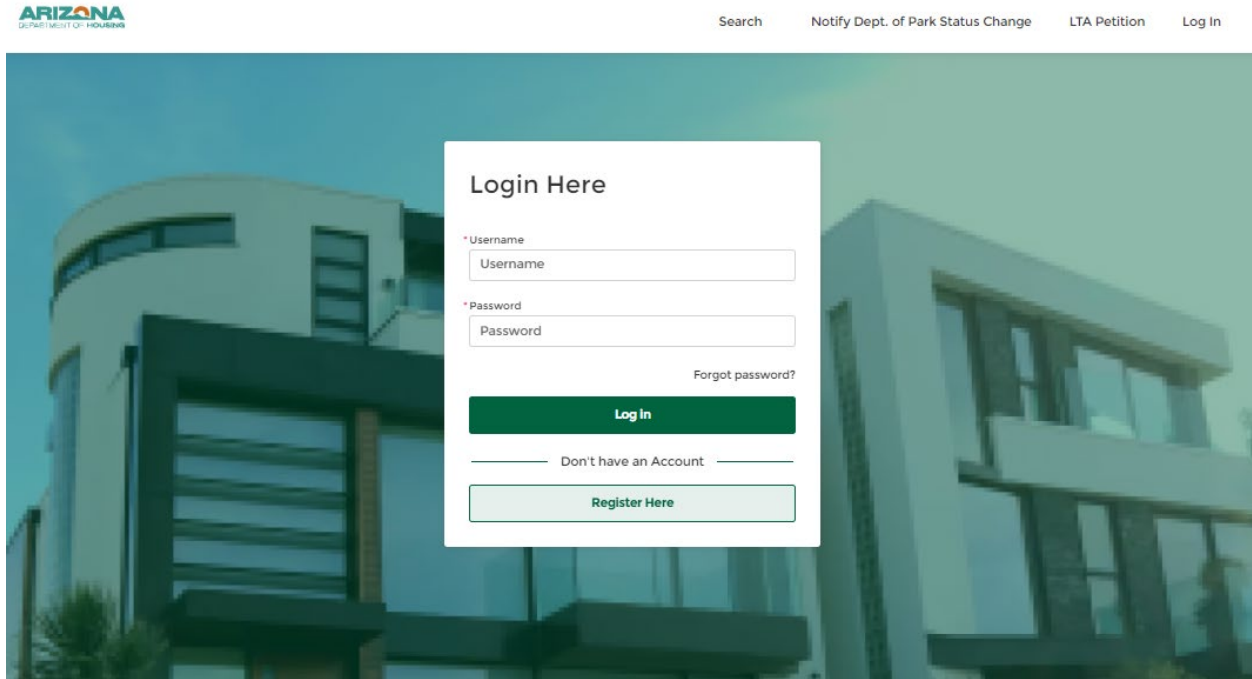 ARIZONA
DEPARTMENT OF HOUSING
Search Notify Dept. of Park Status Change LTA Petition Log In
Login Here
*Username
Username
*Password
Password
Forgot password?
Log in
Don't have an Account
Register Here